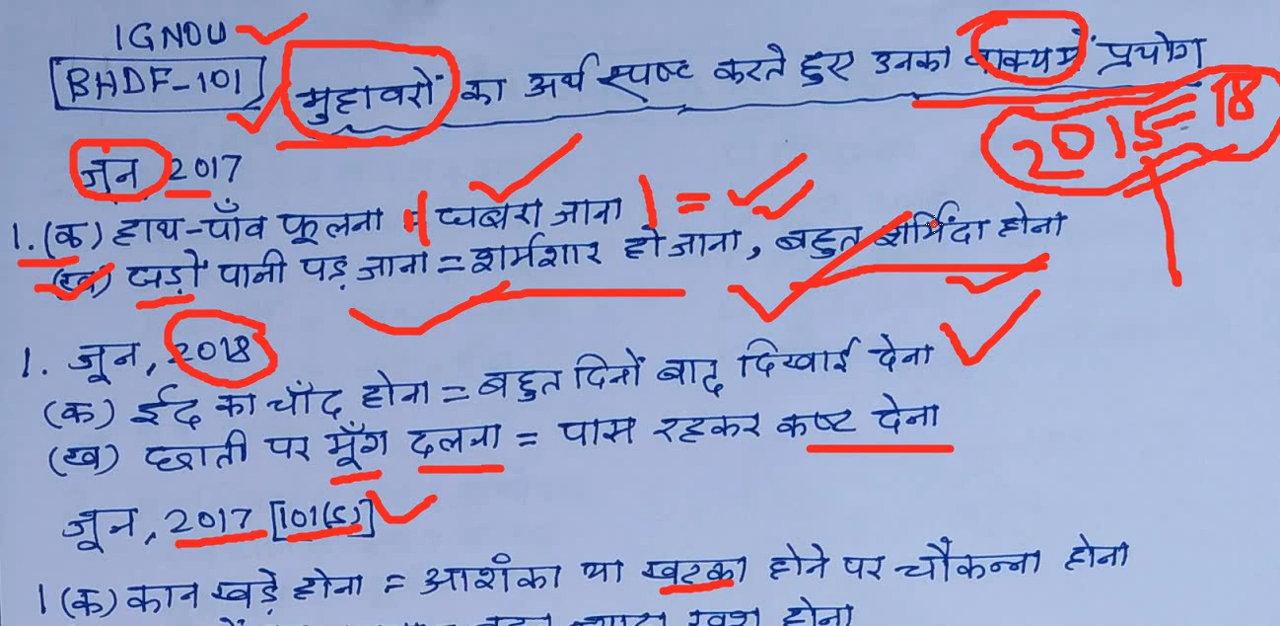 IGNOU
BHDF-101
मुहावरों का अर्थ स्पष्ट करते हुए उनका वाक्य में प्रयोग
2015-18
जून 2017
1. (क) हाथ-पाँव फूलना = घबरा जाना =
(ख) घड़ों पानी पड़ जाना = शर्मशार हो जाना, बहुत शर्मिंदा होना
1. जून, 2018
(क) ईद का चाँद होना = बहुत दिनों बाद दिखाई देना
(ख) छाती पर मूँग दलना = पास रहकर कष्ट देना
जून, 2017 [101(S)]
1 (क) कान खड़े होना = आशंका या खटका होने पर चौकन्ना होना
होना